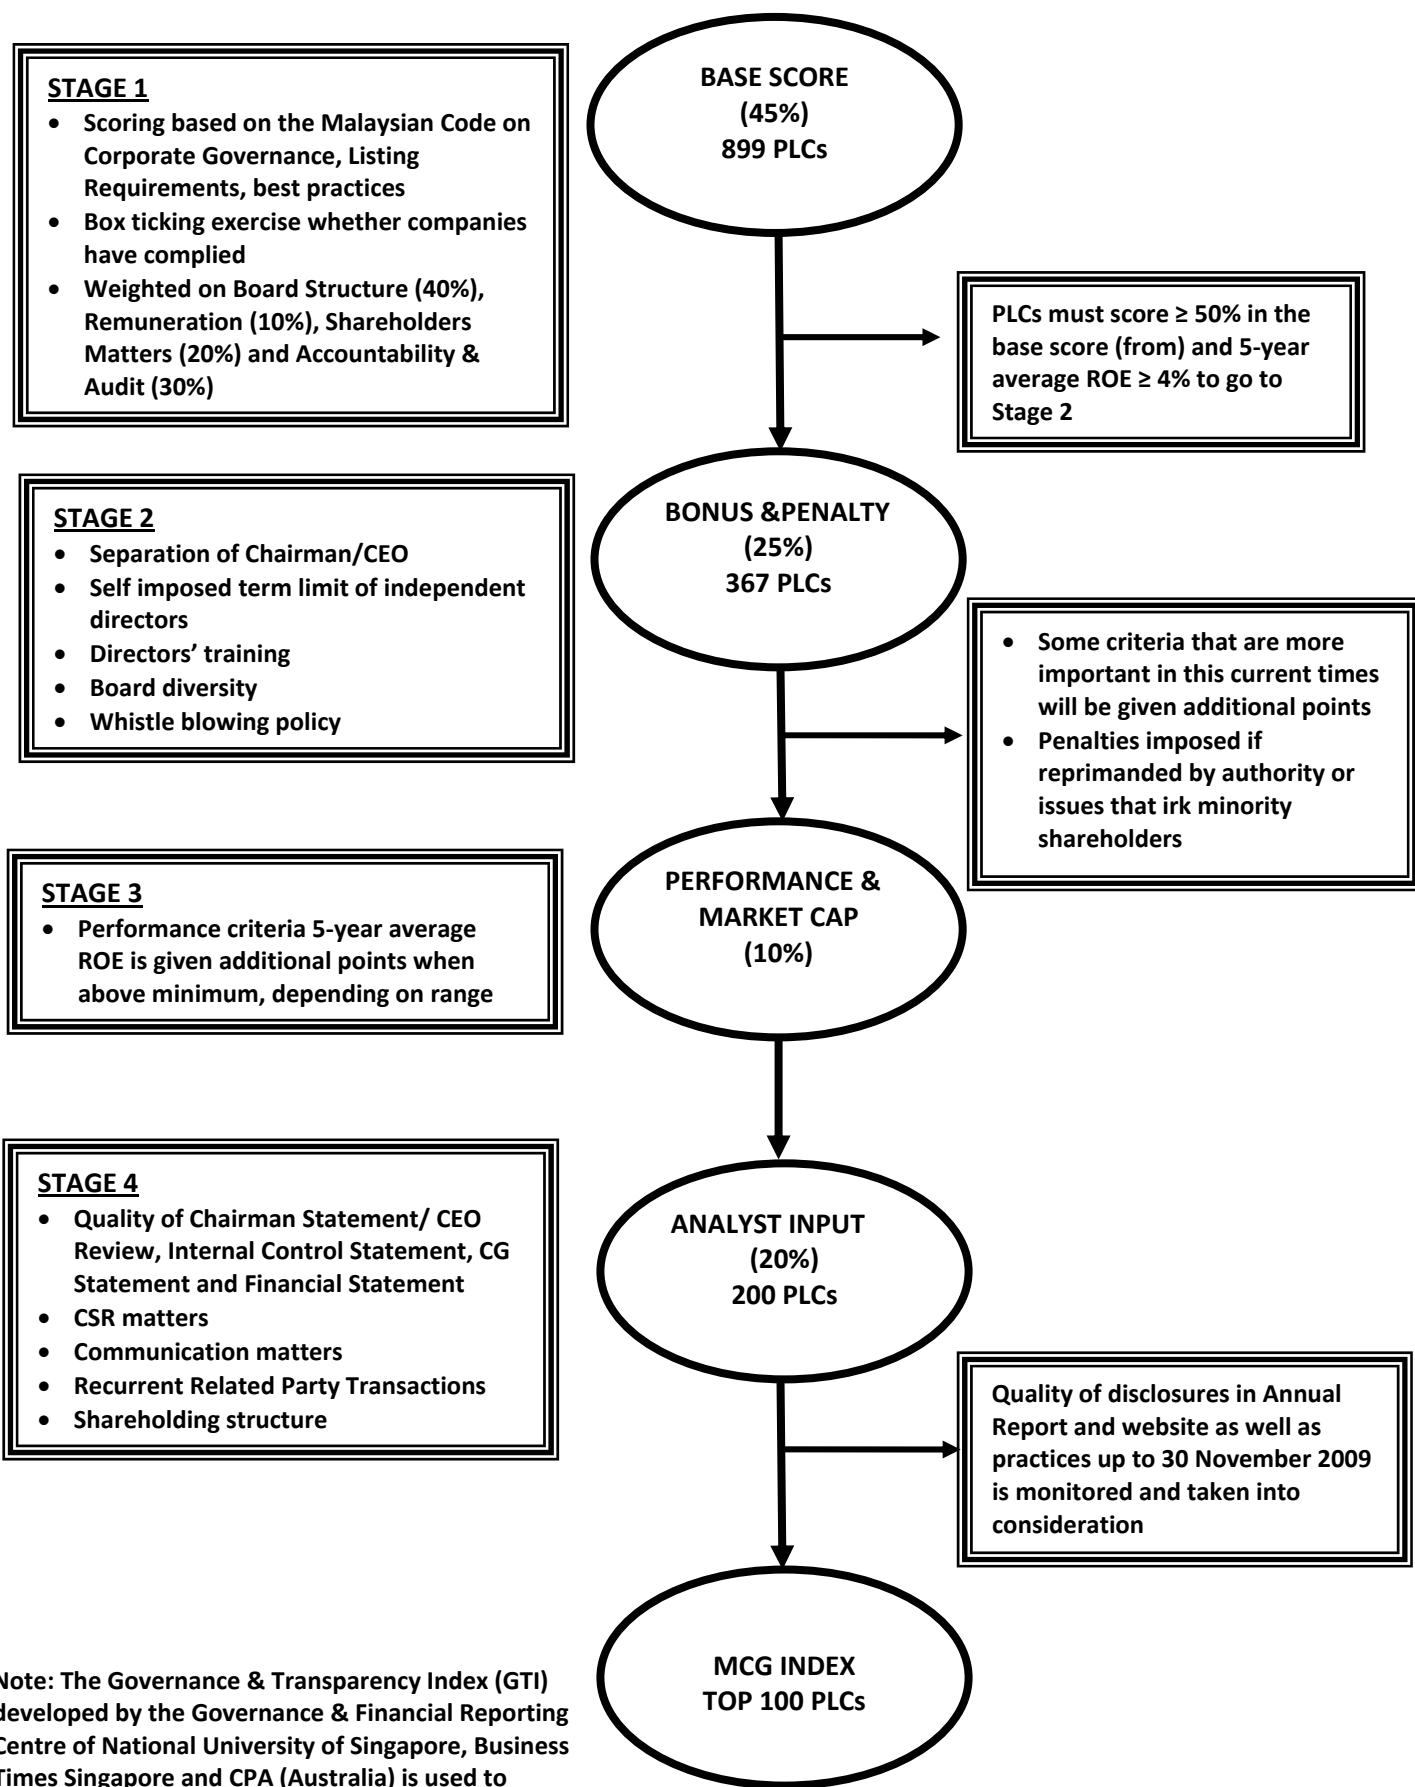 BASE SCORE
(45%)
899 PLCs
STAGE 1
• Scoring based on the Malaysian Code on
Corporate Governance, Listing
Requirements, best practices
• Box ticking exercise whether companies
have complied
• Weighted on Board Structure (40%),
Remuneration (10%), Shareholders
Matters (20%) and Accountability &
Audit (30%)
PLCs must score ≥ 50% in the
base score (from) and 5-year
average ROE ≥ 4% to go to
Stage 2
BONUS &PENALTY
(25%)
367 PLCs
STAGE 2
• Separation of Chairman/CEO
• Self imposed term limit of independent
directors
• Directors’ training
• Board diversity
• Whistle blowing policy
• Some criteria that are more
important in this current times
will be given additional points
• Penalties imposed if
reprimanded by authority or
issues that irk minority
shareholders
PERFORMANCE &
MARKET CAP
(10%)
STAGE 3
• Performance criteria 5-year average
ROE is given additional points when
above minimum, depending on range
ANALYST INPUT
(20%)
200 PLCs
STAGE 4
• Quality of Chairman Statement/ CEO
Review, Internal Control Statement, CG
Statement and Financial Statement
• CSR matters
• Communication matters
• Recurrent Related Party Transactions
• Shareholding structure
Quality of disclosures in Annual
Report and website as well as
practices up to 30 November 2009
is monitored and taken into
consideration
MCG INDEX
TOP 100 PLCs
Note: The Governance & Transparency Index (GTI)
developed by the Governance & Financial Reporting
Centre of National University of Singapore, Business
Times Singapore and CPA (Australia) is used to